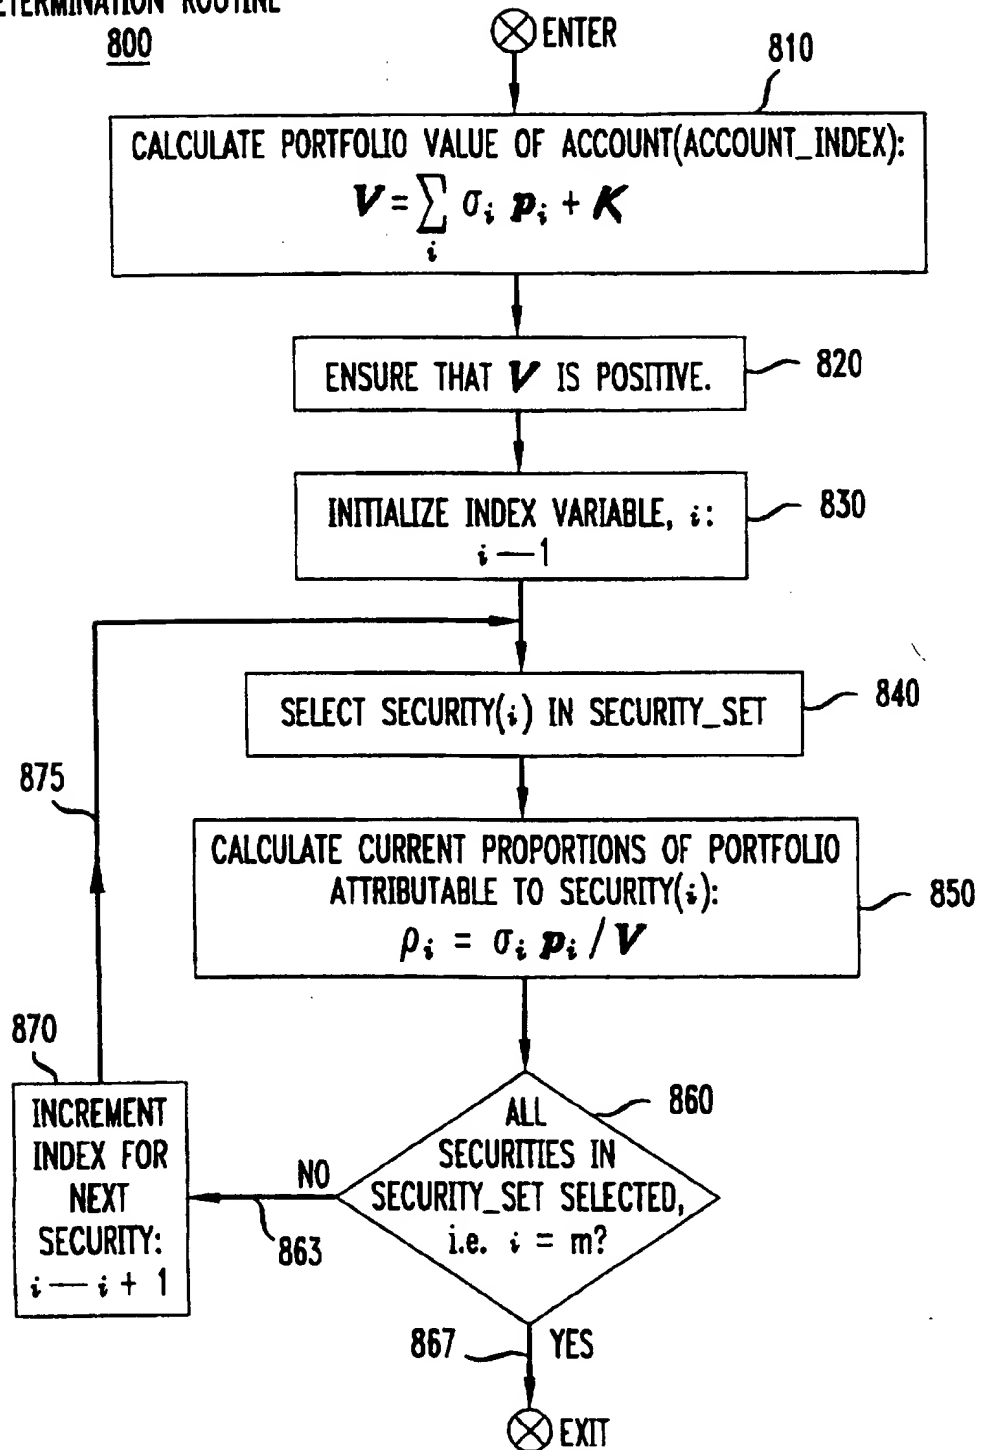 DETERMINATION ROUTINE
800
ENTER
810
CALCULATE PORTFOLIO VALUE OF ACCOUNT(ACCOUNT_INDEX):
V = ∑ σi pi + K
i
ENSURE THAT V IS POSITIVE.
820
INITIALIZE INDEX VARIABLE, i:
i — 1
830
SELECT SECURITY(i) IN SECURITY_SET
840
875
CALCULATE CURRENT PROPORTIONS OF PORTFOLIO
ATTRIBUTABLE TO SECURITY(i):
ρi = σi pi / V
850
870
INCREMENT
INDEX FOR
NEXT
SECURITY:
i — i + 1
NO
863
ALL
SECURITIES IN
SECURITY_SET SELECTED,
i.e. i = m?
860
867
YES
EXIT